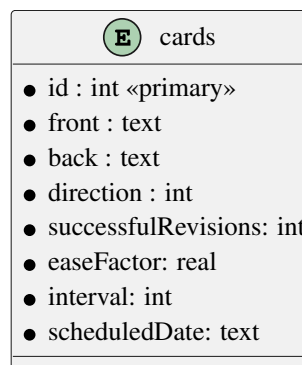 E cards
id : int «primary»
front : text
back : text
direction : int
successfulRevisions: int
easeFactor: real
interval: int
scheduledDate: text